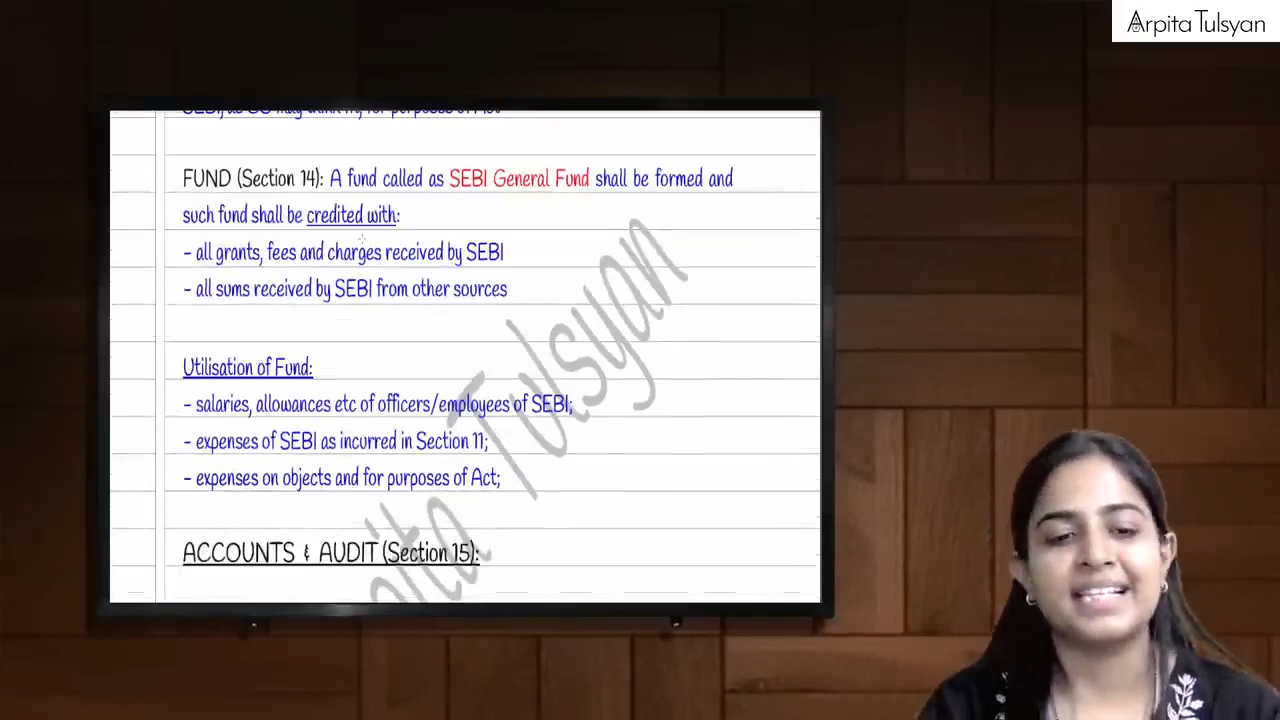 Arpita Tulsyan
FUND (Section 14): A fund called as SEBI General Fund shall be formed and
such fund shall be credited with:
- all grants, fees and charges received by SEBI
- all sums received by SEBI from other sources
Utilisation of Fund:
- salaries, allowances etc of officers/employees of SEBI;
- expenses of SEBI as incurred in Section 11;
- expenses on objects and for purposes of Act;
ACCOUNTS & AUDIT (Section 15):
Tulsyan